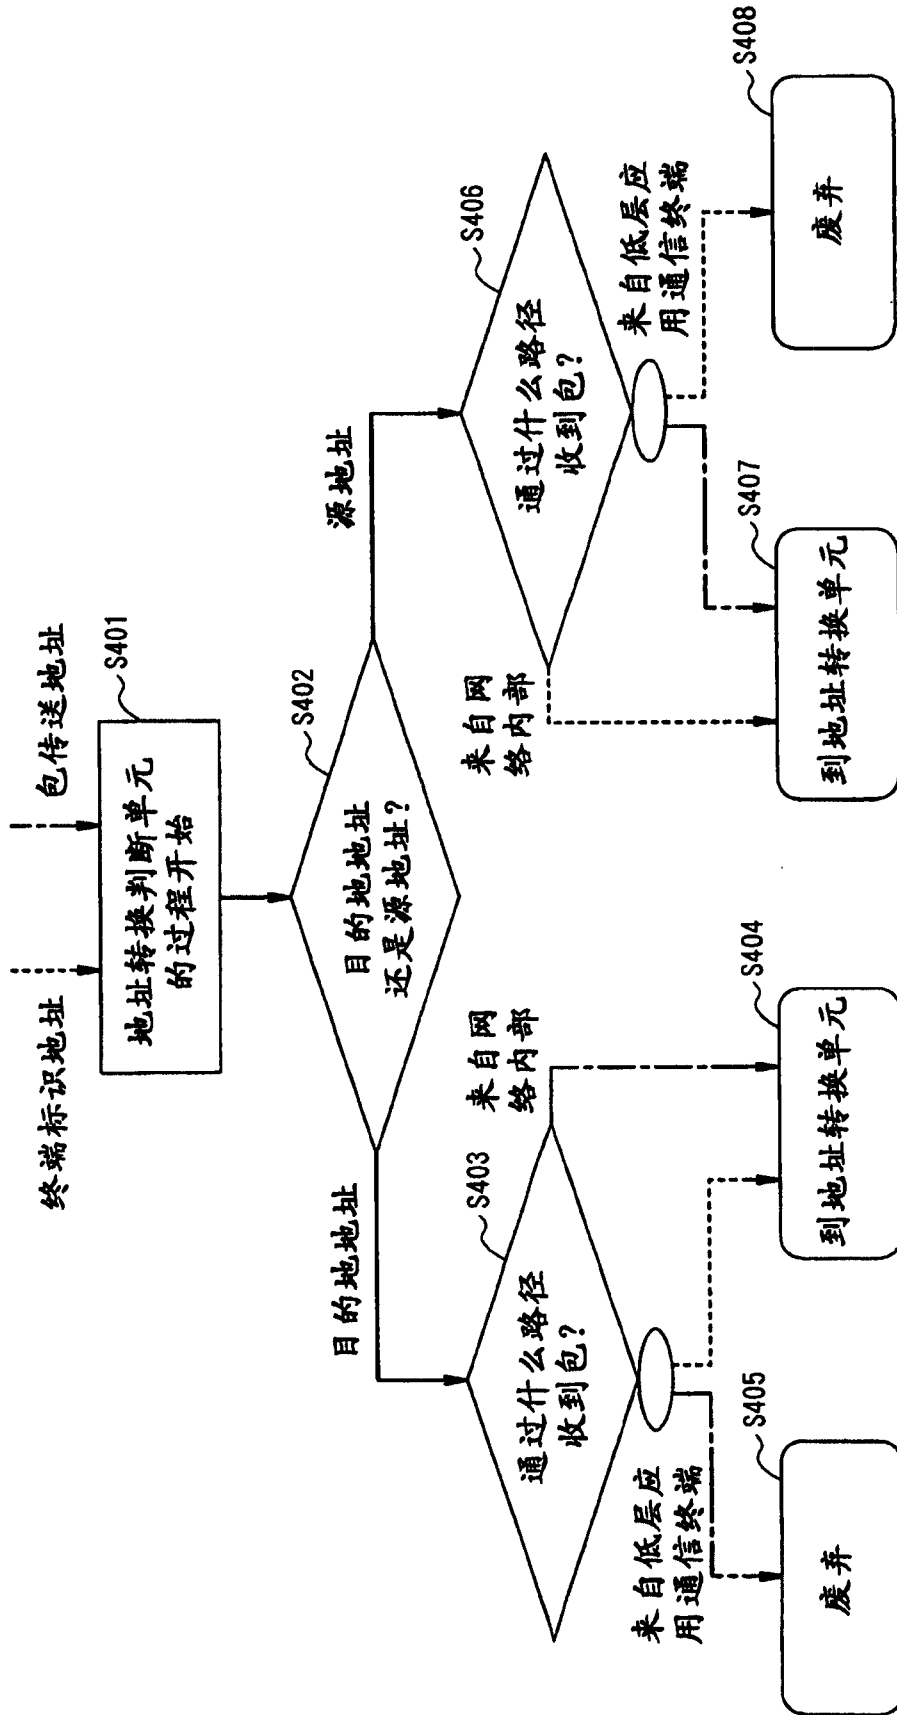 终端标识地址
包传送地址
S401
地址转换判断单元
的过程开始
S402
目的地地址
还是源地址?
目的地地址
源地址
S403
通过什么路径
收到包?
来自网
络内部
来自低层应
用通信终端
S404
到地址转换单元
S405
废弃
S406
通过什么路径
收到包?
来自网
络内部
来自低层应
用通信终端
S407
到地址转换单元
S408
废弃